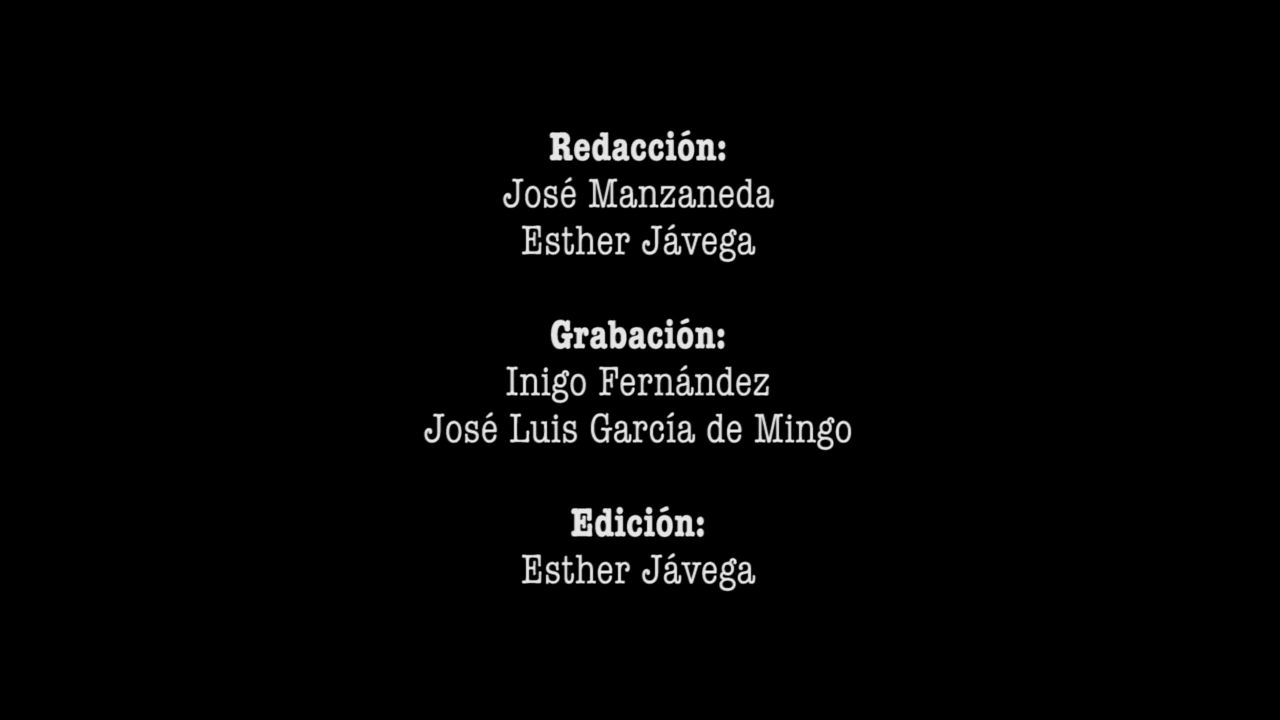 Redacción:
José Manzaneda
Esther Jávega
Grabación:
Inigo Fernández
José Luis García de Mingo
Edición:
Esther Jávega